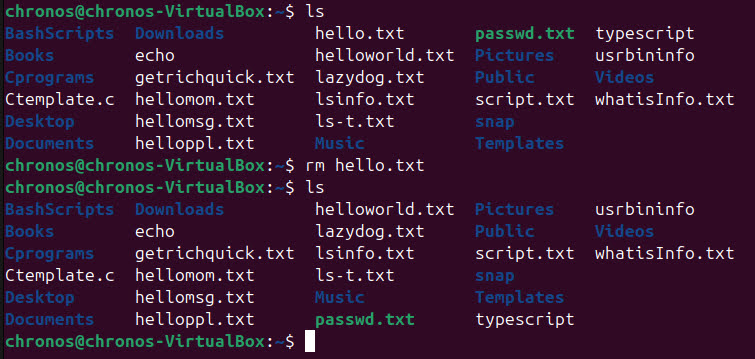 chronos@chronos-VirtualBox:~$ ls
BashScripts Downloads hello.txt passwd.txt typescript
Books echo helloworld.txt Pictures usrbininfo
Cprograms getrichquick.txt lazydog.txt Public Videos
Ctemplate.c hellomom.txt lsinfo.txt script.txt whatisInfo.txt
Desktop hellomsg.txt ls-t.txt snap
Documents helloppl.txt Music Templates
chronos@chronos-VirtualBox:~$ rm hello.txt
chronos@chronos-VirtualBox:~$ ls
BashScripts Downloads helloworld.txt Pictures usrbininfo
Books echo lazydog.txt Public Videos
Cprograms getrichquick.txt lsinfo.txt script.txt whatisInfo.txt
Ctemplate.c hellomom.txt ls-t.txt snap
Desktop hellomsg.txt Music Templates
Documents helloppl.txt passwd.txt typescript
chronos@chronos-VirtualBox:~$